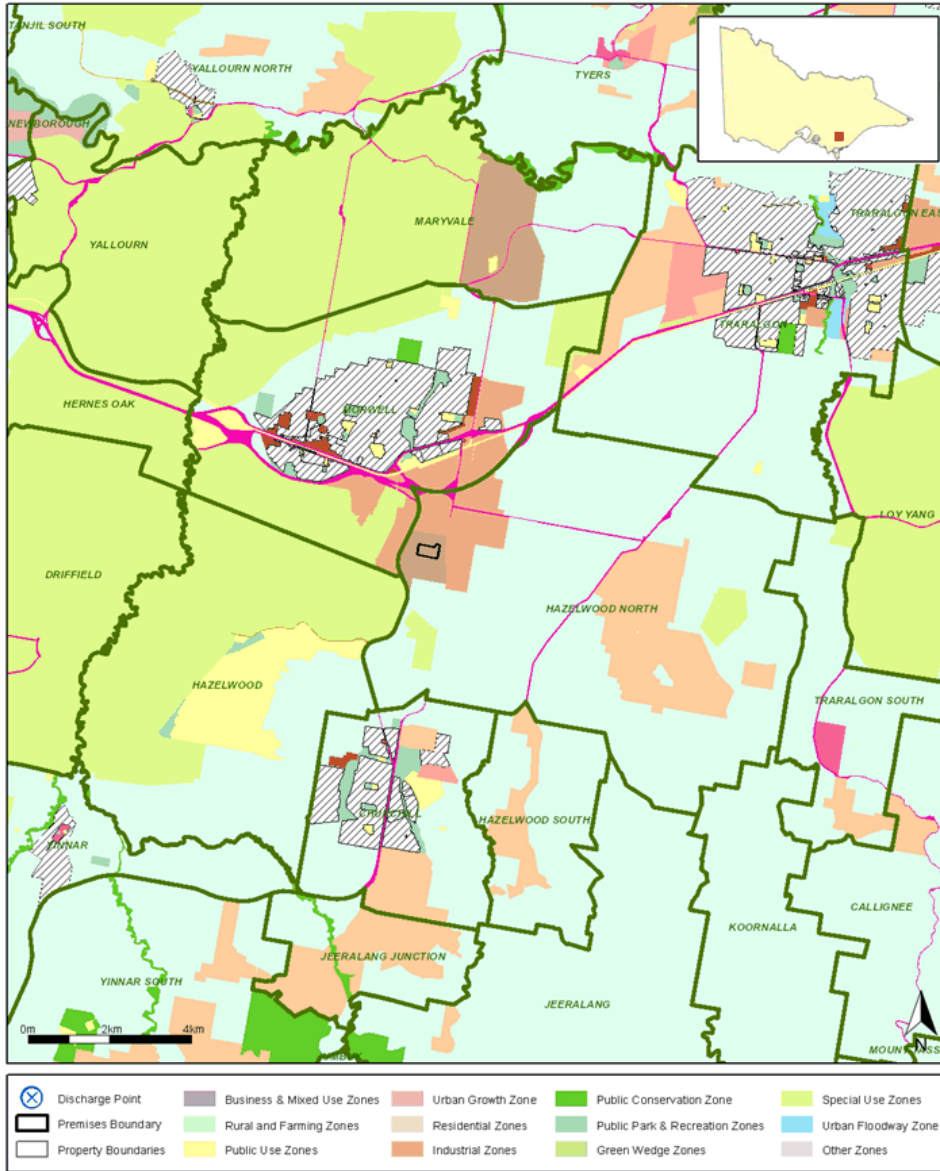 TANJIL SOUTH
YALLOURN NORTH
TYERS
NEWBOROUGH
MARYVALE
TRARALGON EAS
YALLOURN
TRARALGON
HERNES OAK
MORWELL
LOY YANG
DRIFFIELD
HAZELWOOD NORTH
HAZELWOOD
TRARALGON SOUTH
CHURCHILL
HAZELWOOD SOUTH
YINNAR
CALLIGNEE
KOORNALLA
JEERALANG JUNCTION
YINNAR SOUTH
JEERALANG
0m 2km 4km
N
MOUNT TASS
Discharge Point
Business & Mixed Use Zones
Urban Growth Zone
Public Conservation Zone
Special Use Zones
Premises Boundary
Rural and Farming Zones
Residential Zones
Public Park & Recreation Zones
Urban Floodway Zone
Property Boundaries
Public Use Zones
Industrial Zones
Green Wedge Zones
Other Zones